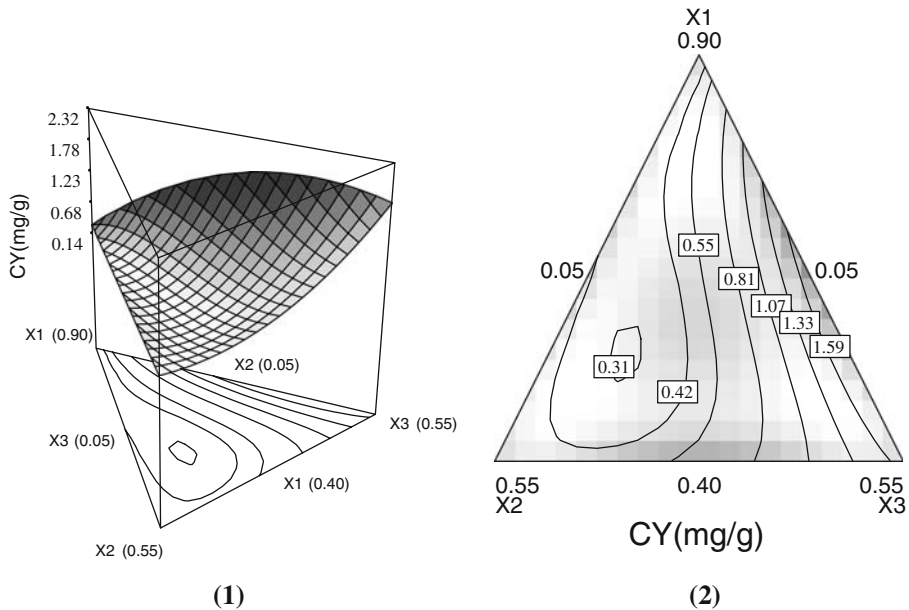 2.32
1.78
1.23
0.68
0.14
CY(mg/g)
X1 (0.90)
X2 (0.05)
X3 (0.05)
X3 (0.55)
X1 (0.40)
X2 (0.55)
(1)
X1
0.90
0.55
0.05
0.81
0.05
1.07
1.33
1.59
0.31
0.42
0.55
0.40
0.55
X2
X3
CY(mg/g)
(2)